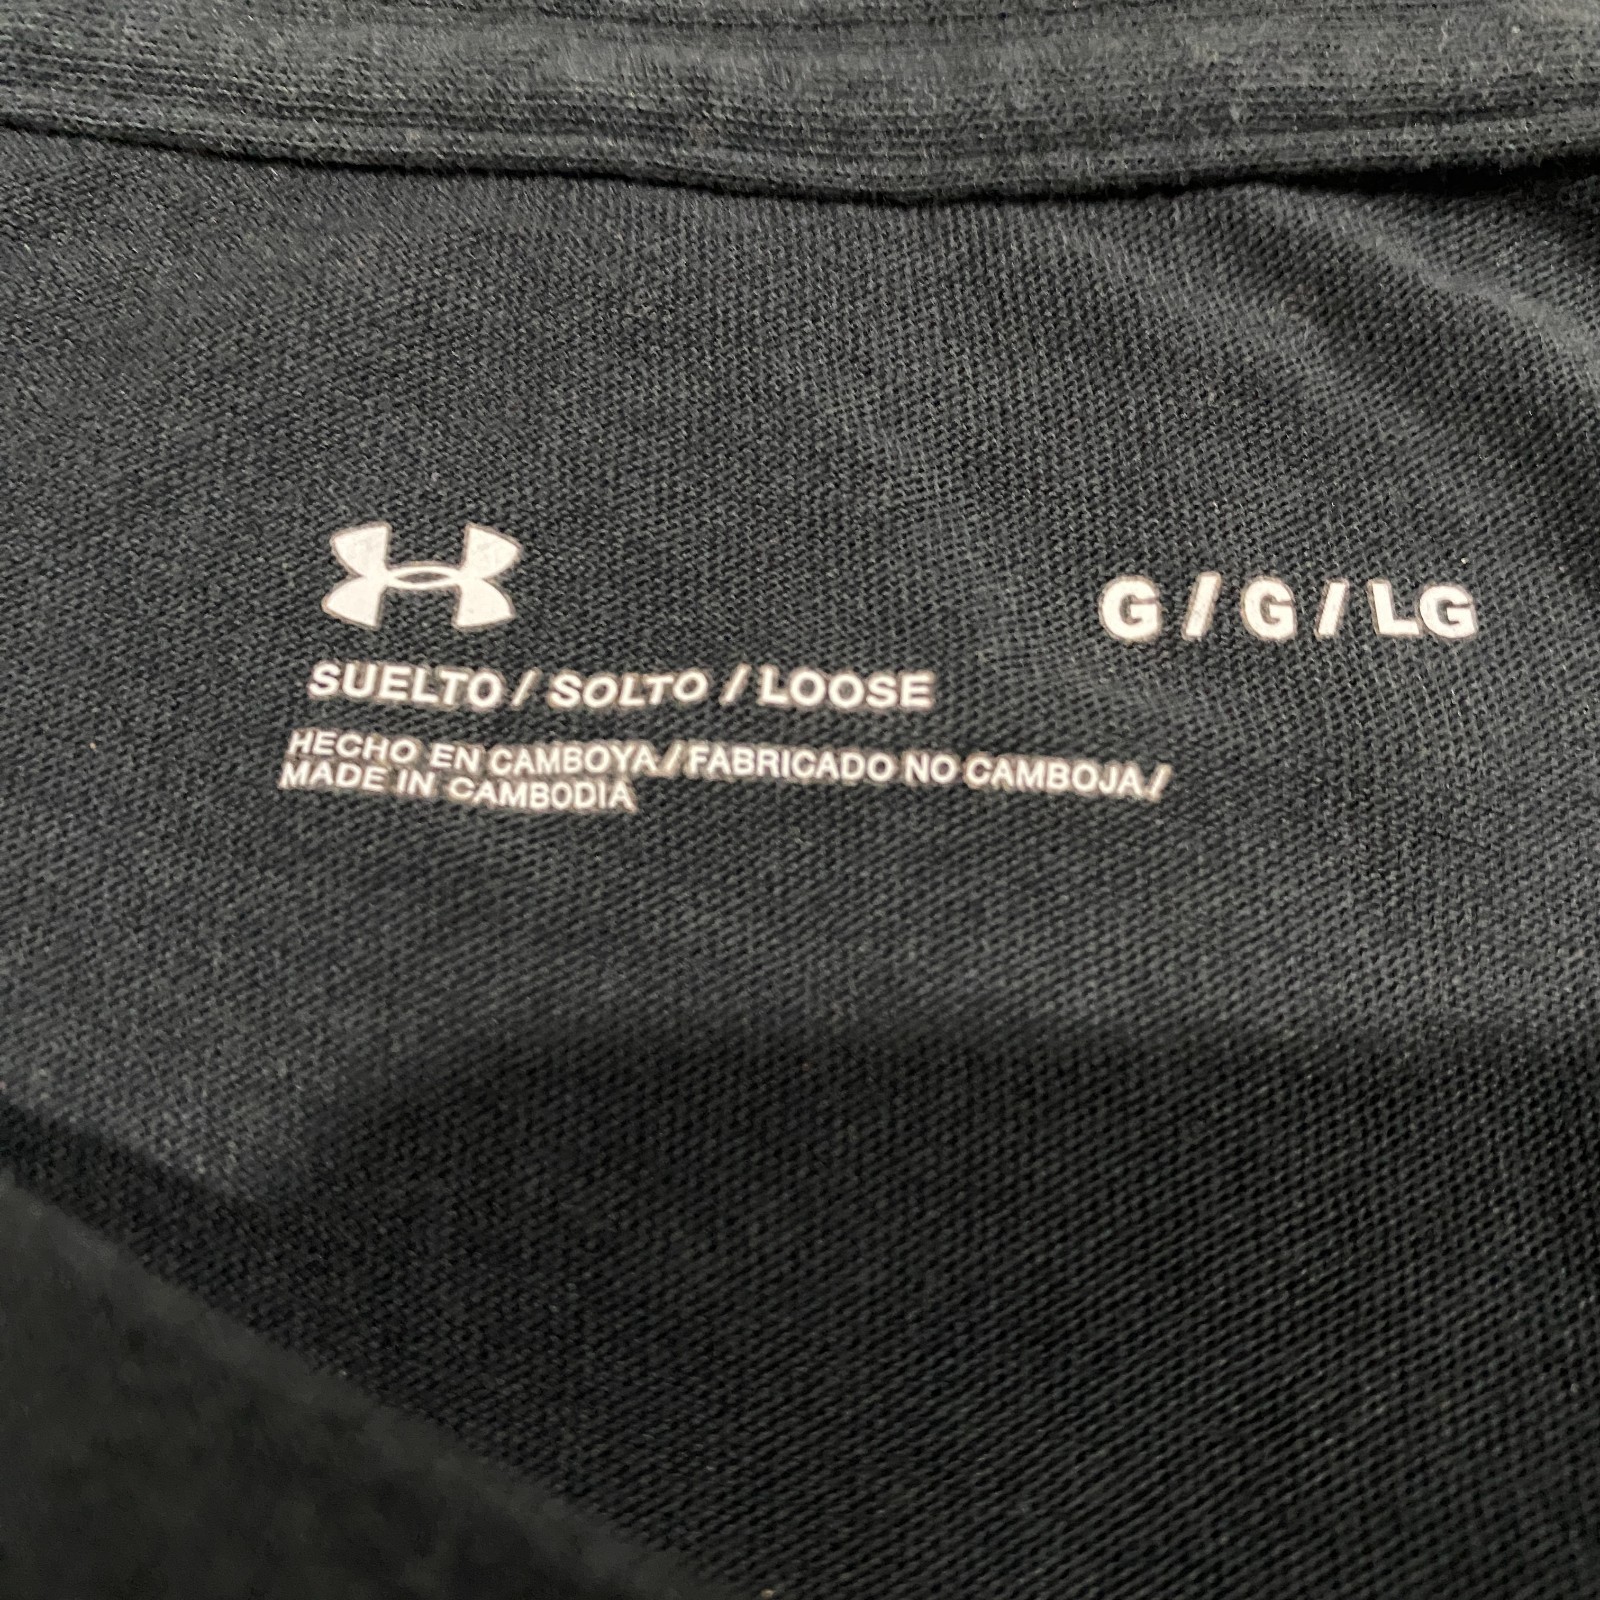 G / G / LG
SUELTO / SOLTO / LOOSE
HECHO EN CAMBOYA / FABRICADO NO CAMBOJA /
MADE IN CAMBODIA